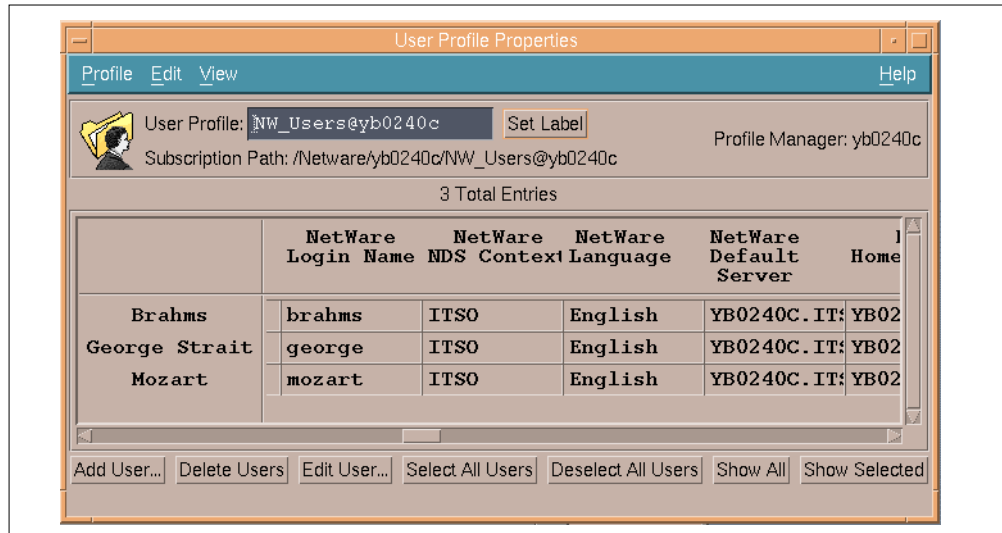 User Profile Properties
Profile Edit View Help
User Profile: NW_Users@yb0240c Set Label
Profile Manager: yb0240c
Subscription Path: /Netware/yb0240c/NW_Users@yb0240c
3 Total Entries
NetWare NetWare NetWare NetWare
Login Name NDS Context Language Default Home
Server
Brahms brahms ITSO English YB0240C.ITS YB02
George Strait george ITSO English YB0240C.ITS YB02
Mozart mozart ITSO English YB0240C.ITS YB02
Add User... Delete Users Edit User... Select All Users Deselect All Users Show All Show Selected